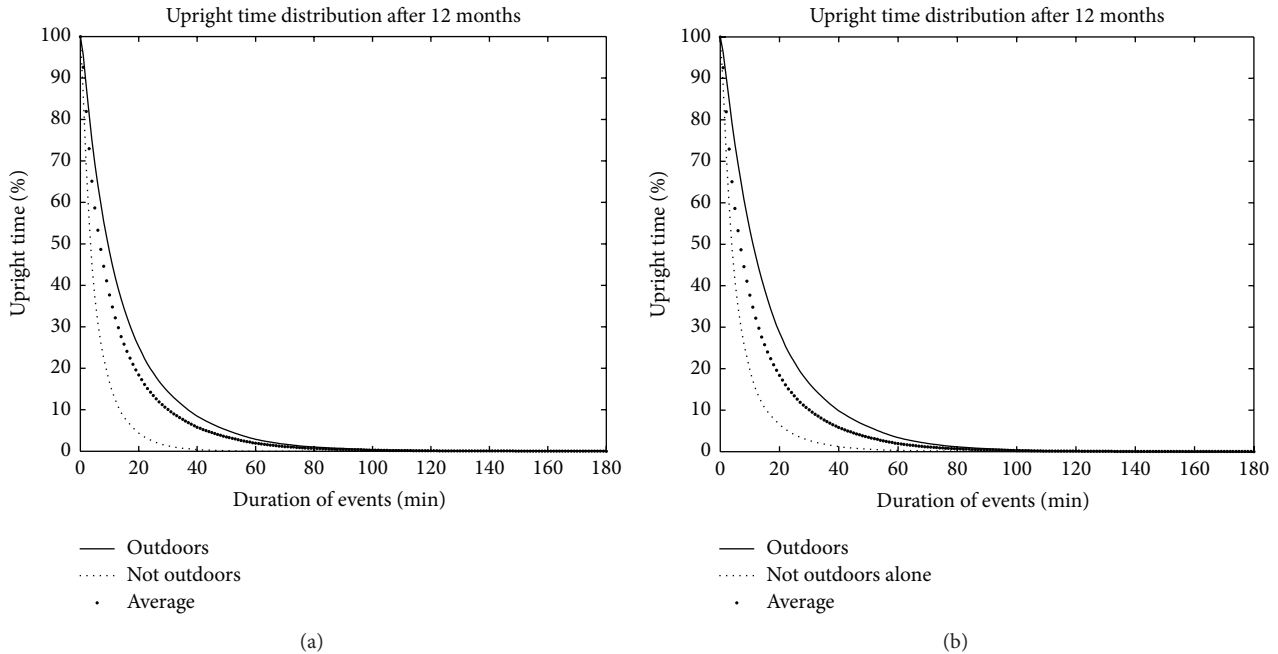 Upright time distribution after 12 months
100
90
80
70
60
50
40
30
20
10
0
Upright time (%)
0 20 40 60 80 100 120 140 160 180
Duration of events (min)
Outdoors
Not outdoors
Average
(a)
Upright time distribution after 12 months
100
90
80
70
60
50
40
30
20
10
0
Upright time (%)
0 20 40 60 80 100 120 140 160 180
Duration of events (min)
Outdoors
Not outdoors alone
Average
(b)